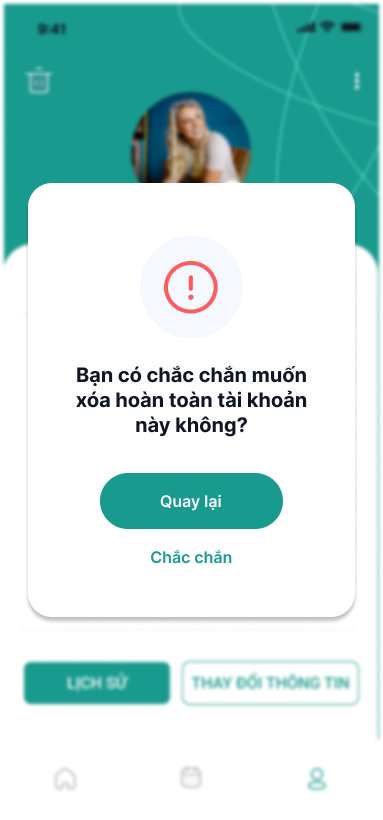 9:41
Bạn có chắc chắn muốn
xóa hoàn toàn tài khoản
này không?
Quay lại
Chắc chắn
LỊCH SỬ
THAY ĐỔI THÔNG TIN